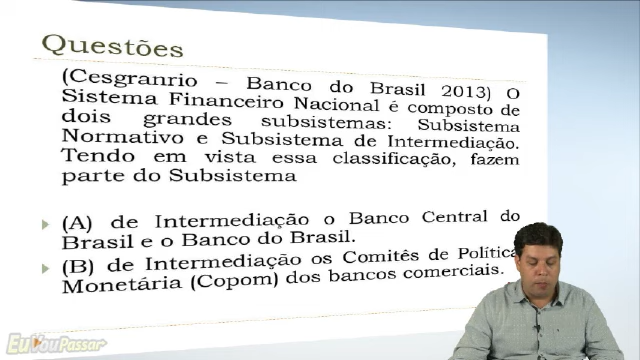 Questões
(Cesgranrio – Banco do Brasil 2013) O
Sistema Financeiro Nacional é composto de
dois grandes subsistemas: Subsistema
Normativo e Subsistema de Intermediação.
Tendo em vista essa classificação, fazem
parte do Subsistema
(A) de Intermediação o Banco Central do
Brasil e o Banco do Brasil.
(B) de Intermediação os Comitês de Política
Monetária (Copom) dos bancos comerciais.
EuVouPassar